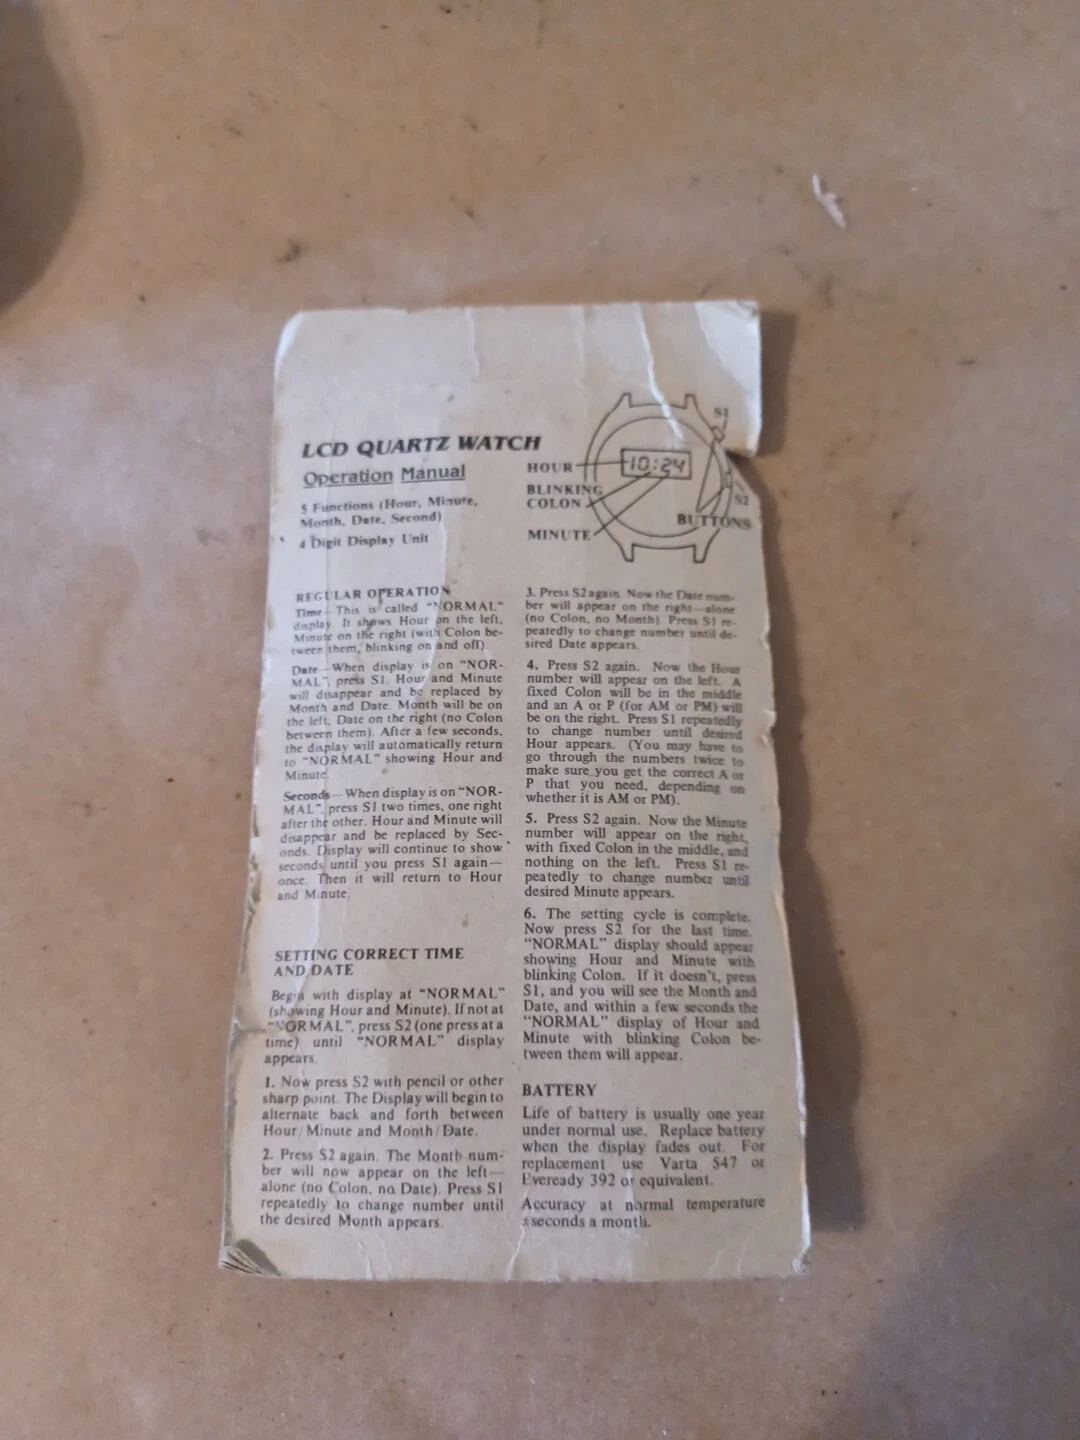 LCD QUARTZ WATCH
Operation Manual
5 Functions (Hour, Minute,
Month, Date, Second)
4 Digit Display Unit
S1
HOUR
10:24
BLINKING
COLON
S2
BUTTONS
MINUTE
REGULAR OPERATION
Time—This is called "NORMAL"
display. It shows Hour on the left,
Minute on the right (with Colon be-
tween them, blinking on and off).
Date—When display is on "NOR-
MAL", press S1. Hour and Minute
will disappear and be replaced by
Month and Date. Month will be on
the left, Date on the right (no Colon
between them). After a few seconds,
the display will automatically return
to "NORMAL" showing Hour and
Minute.
Seconds—When display is on "NOR-
MAL", press S1 two times, one right
after the other. Hour and Minute will
disappear and be replaced by Sec-
onds. Display will continue to show
seconds until you press S1 again—
once. Then it will return to Hour
and Minute.
SETTING CORRECT TIME
AND DATE
Begin with display at "NORMAL"
(showing Hour and Minute). If not at
"NORMAL", press S2 (one press at a
time) until "NORMAL" display
appears.
1. Now press S2 with pencil or other
sharp point. The Display will begin to
alternate back and forth between
Hour/Minute and Month/Date.
2. Press S2 again. The Month num-
ber will now appear on the left—
alone (no Colon, no Date). Press S1
repeatedly to change number until
the desired Month appears.
3. Press S2 again. Now the Date num-
ber will appear on the right—alone
(no Colon, no Month). Press S1 re-
peatedly to change number until de-
sired Date appears.
4. Press S2 again. Now the Hour
number will appear on the left. A
fixed Colon will be in the middle
and an A or P (for AM or PM) will
be on the right. Press S1 repeatedly
to change number until desired
Hour appears. (You may have to
go through the numbers twice to
make sure you get the correct A or
P that you need, depending on
whether it is AM or PM).
5. Press S2 again. Now the Minute
number will appear on the right,
with fixed Colon in the middle, and
nothing on the left. Press S1 re-
peatedly to change number until
desired Minute appears.
6. The setting cycle is complete.
Now press S2 for the last time.
"NORMAL" display should appear
showing Hour and Minute with
blinking Colon. If it doesn't, press
S1, and you will see the Month and
Date, and within a few seconds the
"NORMAL" display of Hour and
Minute with blinking Colon be-
tween them will appear.
BATTERY
Life of battery is usually one year
under normal use. Replace battery
when the display fades out. For
replacement use Varta 547 or
Eveready 392 or equivalent.
Accuracy at normal temperature
seconds a month.